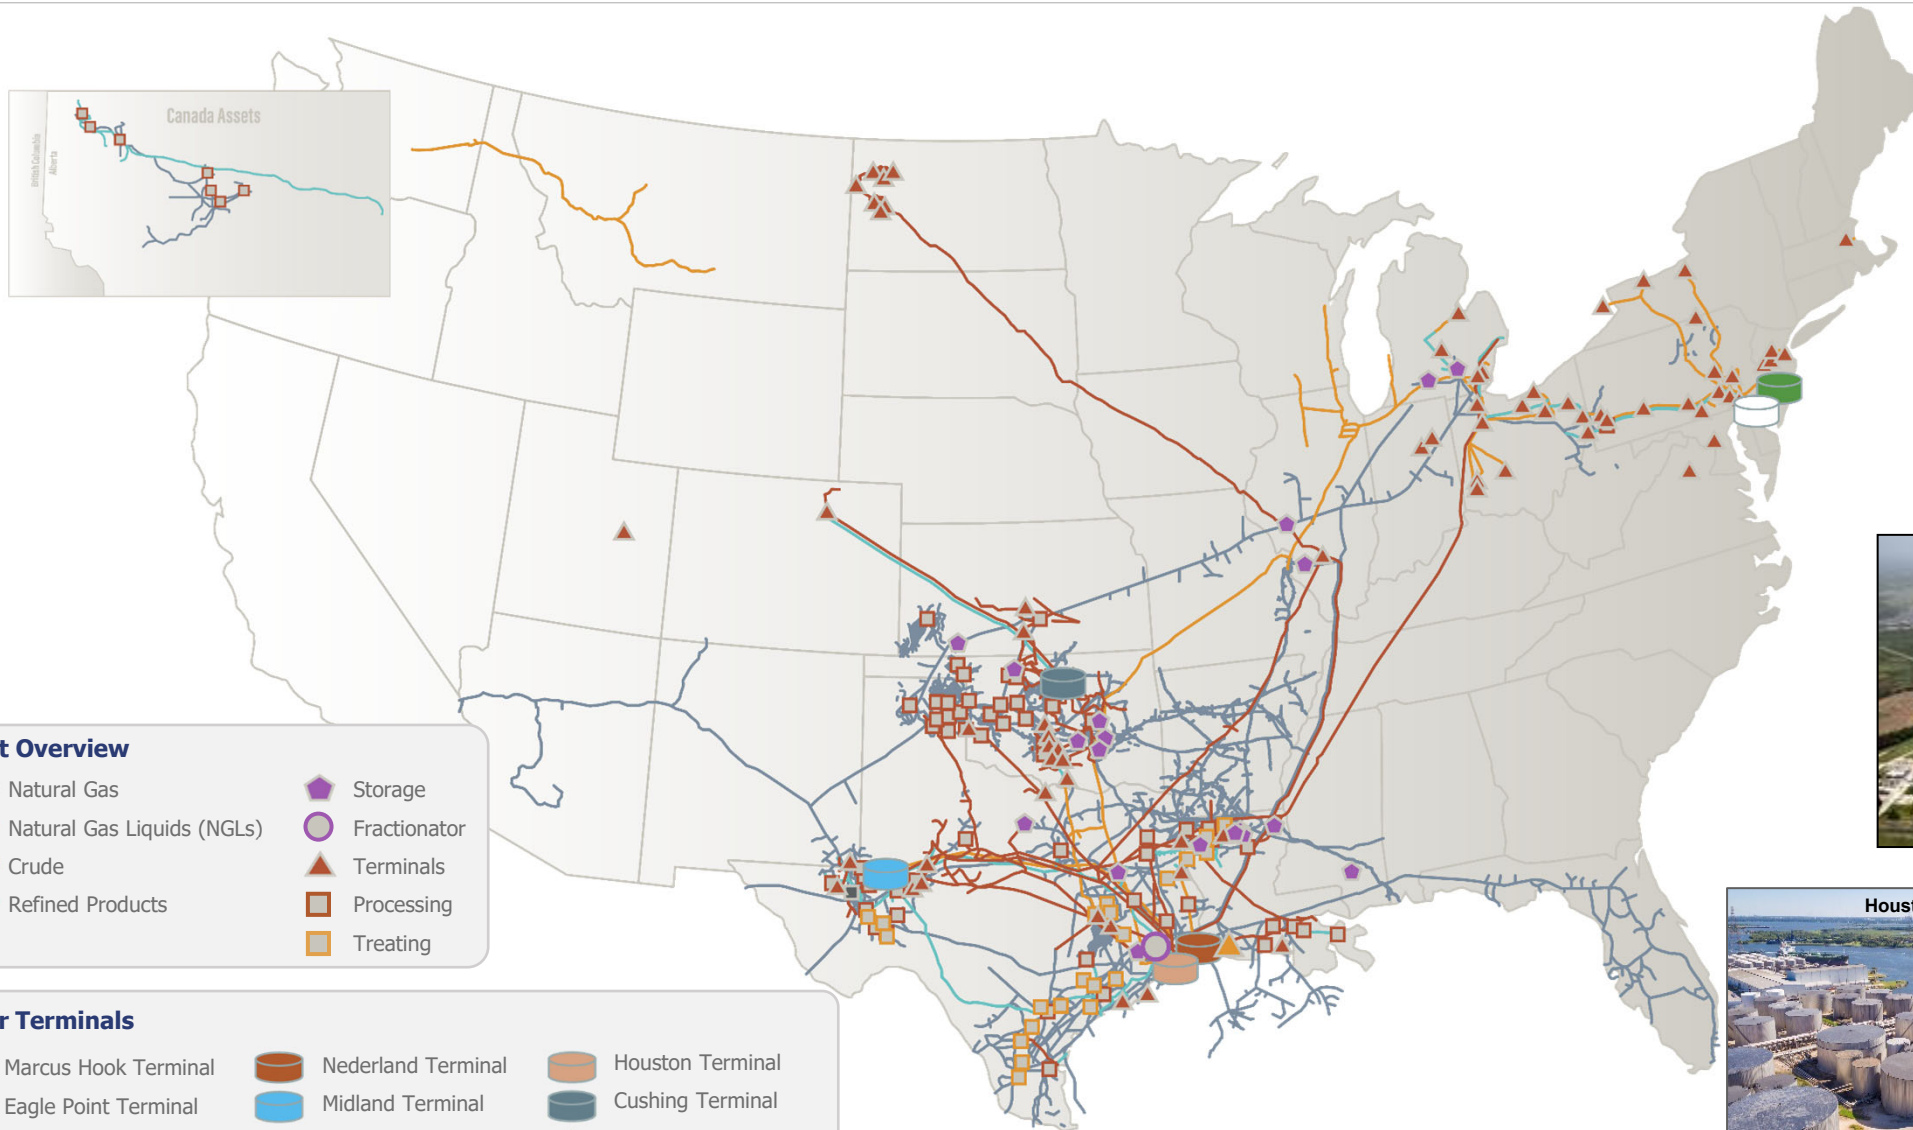 Canada Assets
British Columbia
Alberta
t Overview
Natural Gas
Natural Gas Liquids (NGLs)
Crude
Refined Products
Storage
Fractionator
Terminals
Processing
Treating
r Terminals
Marcus Hook Terminal
Eagle Point Terminal
Nederland Terminal
Midland Terminal
Houston Terminal
Cushing Terminal
Houst